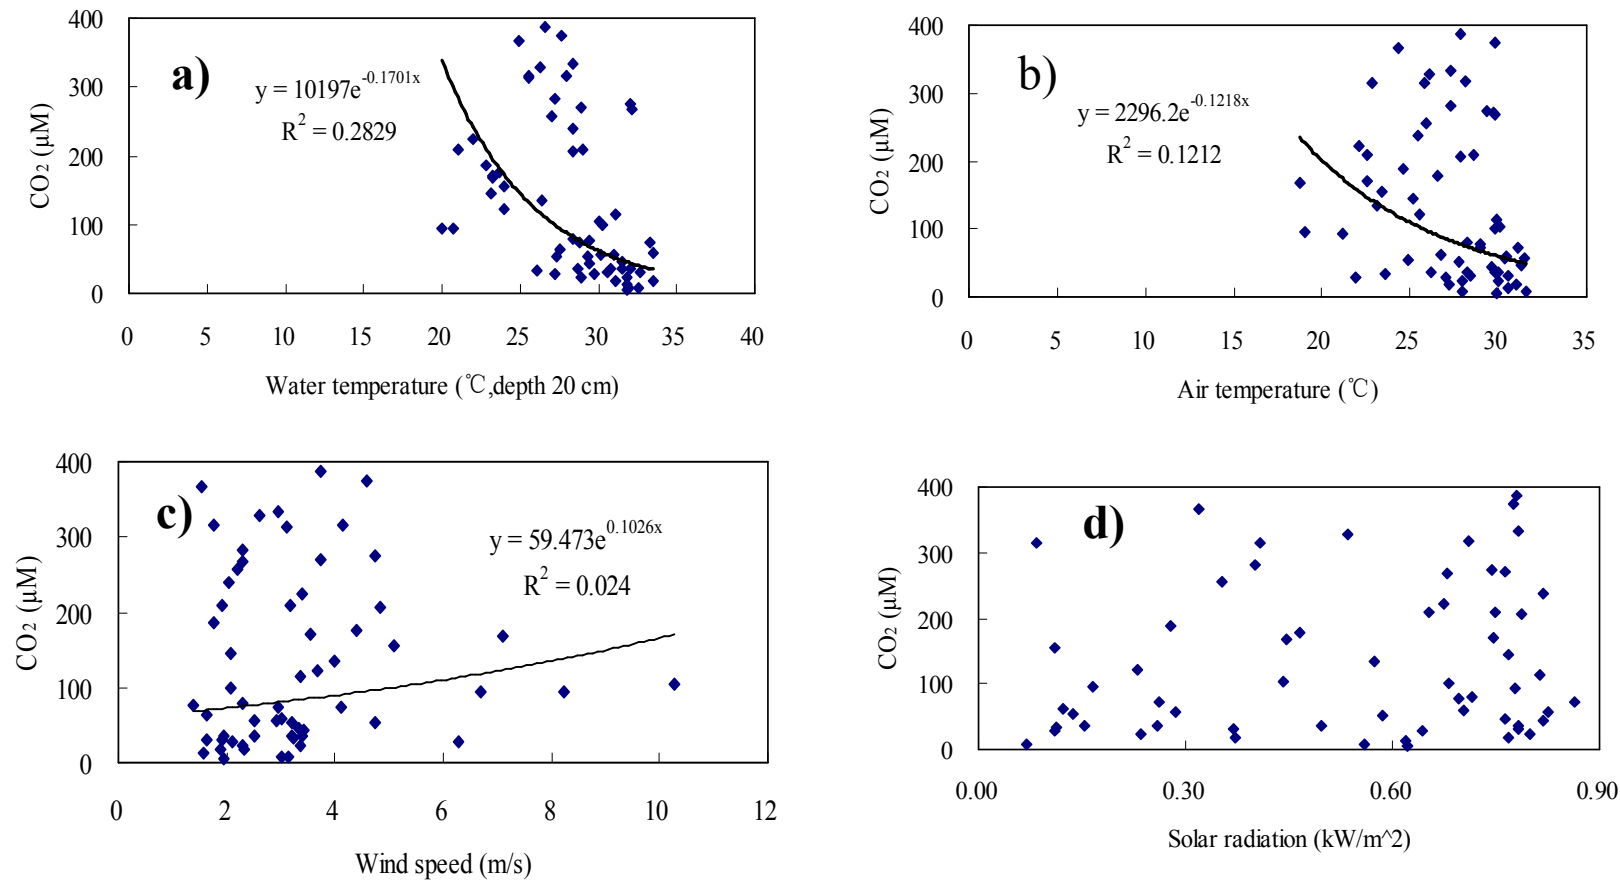 a)
y = 10197e^-0.1701x
R² = 0.2829
CO₂ (μM)
400
300
200
100
0
0 5 10 15 20 25 30 35 40
Water temperature (℃,depth 20 cm)
b)
y = 2296.2e^-0.1218x
R² = 0.1212
CO₂ (μM)
400
300
200
100
0
0 5 10 15 20 25 30 35
Air temperature (℃)
c)
y = 59.473e^0.1026x
R² = 0.024
CO₂ (μM)
400
300
200
100
0
0 2 4 6 8 10 12
Wind speed (m/s)
d)
CO₂ (μM)
400
300
200
100
0
0.00 0.30 0.60 0.90
Solar radiation (kW/m^2)